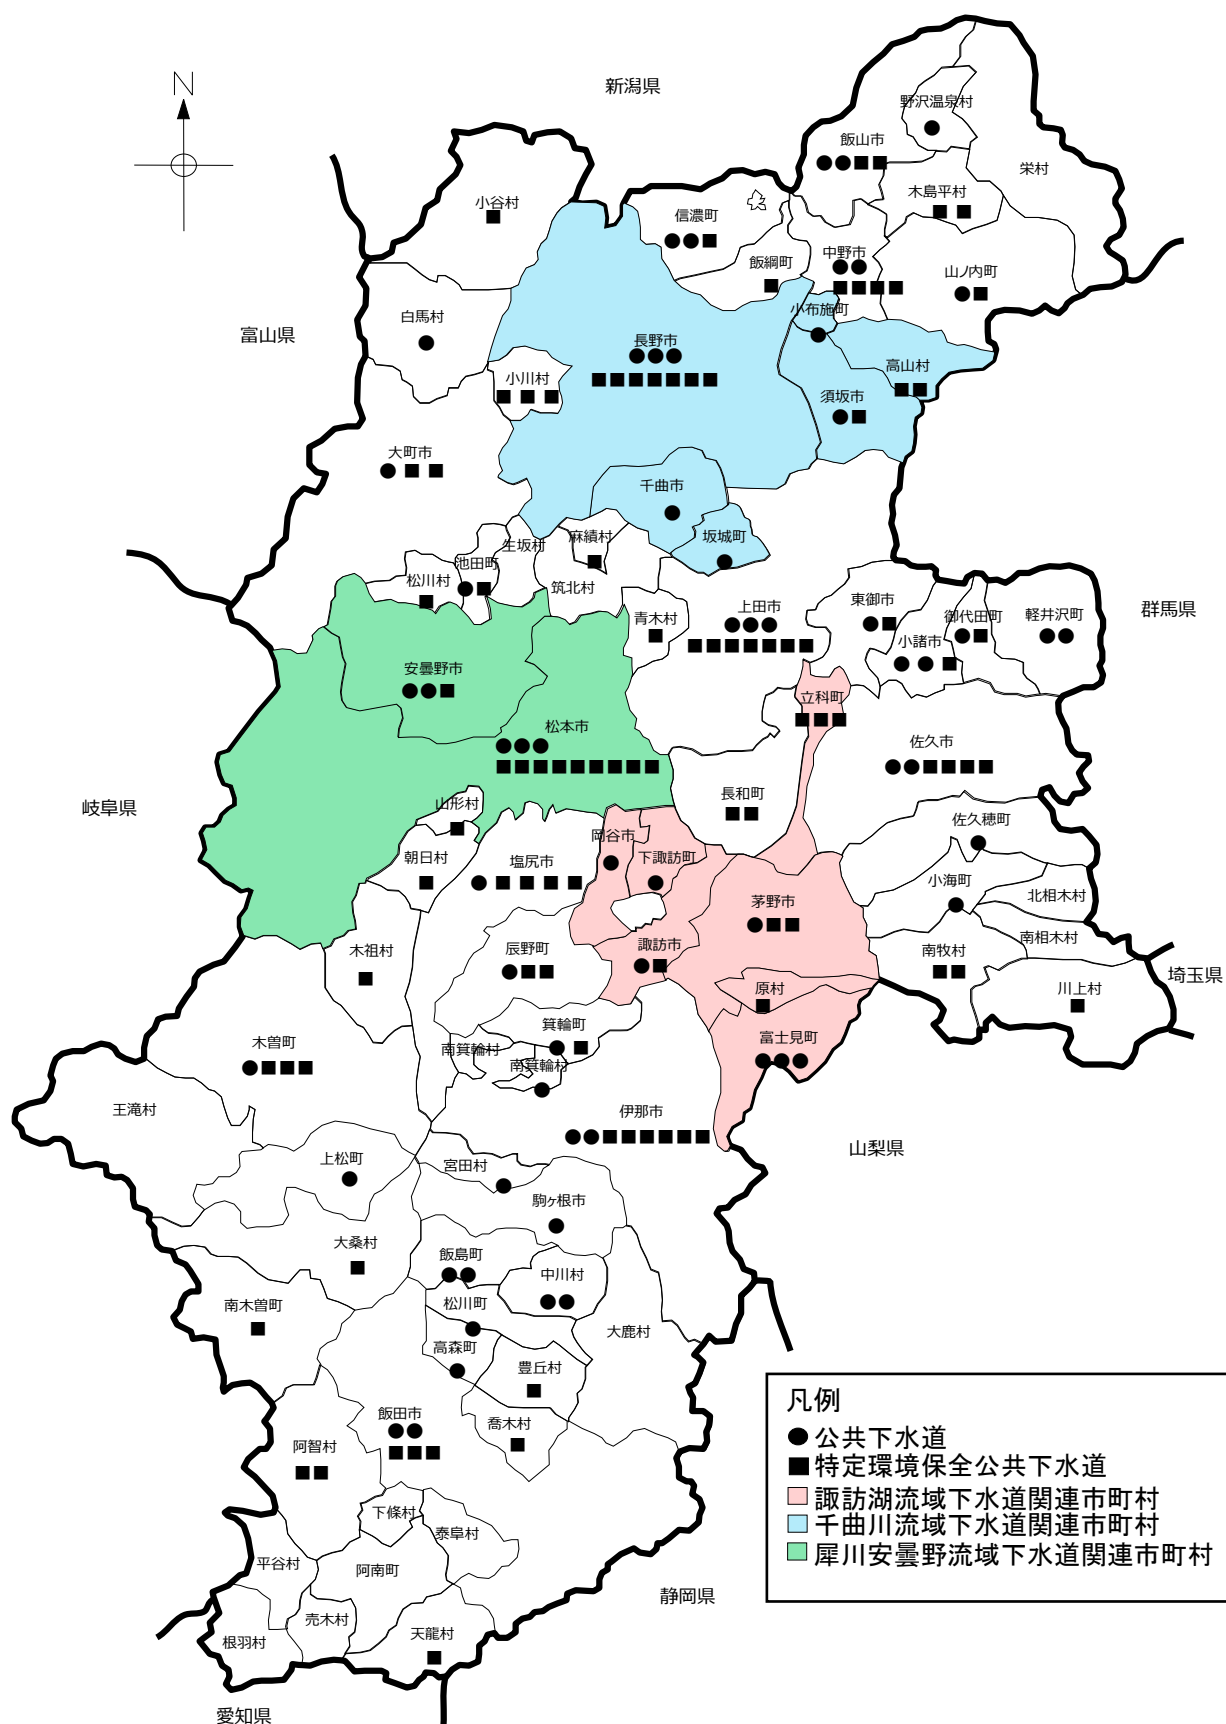 N
新潟県
野沢温泉村
飯山市
栄村
木島平村
小谷村
信濃町
飯綱町
中野市
山ノ内町
白馬村
富山県
小布施町
長野市
高山村
小川村
須坂市
大町市
千曲市
坂城町
麻績村
生坂村
池田町
松川村
筑北村
青木村
上田市
東御市
御代田町
軽井沢町
群馬県
小諸市
安曇野市
立科町
松本市
佐久市
長和町
岐阜県
山形村
佐久穂町
岡谷市
下諏訪町
朝日村
塩尻市
小海町
北相木村
茅野市
南相木村
木祖村
辰野町
諏訪市
南牧村
埼玉県
原村
川上村
箕輪町
富士見町
木曽町
南箕輪村
南箕輪村
王滝村
伊那市
山梨県
上松町
宮田村
駒ヶ根市
大桑村
飯島町
中川村
南木曽町
松川町
大鹿村
高森町
豊丘村
飯田市
喬木村
阿智村
下條村
泰阜村
平谷村
阿南町
静岡県
売木村
天龍村
根羽村
愛知県
凡例
公共下水道
特定環境保全公共下水道
諏訪湖流域下水道関連市町村
千曲川流域下水道関連市町村
犀川安曇野流域下水道関連市町村